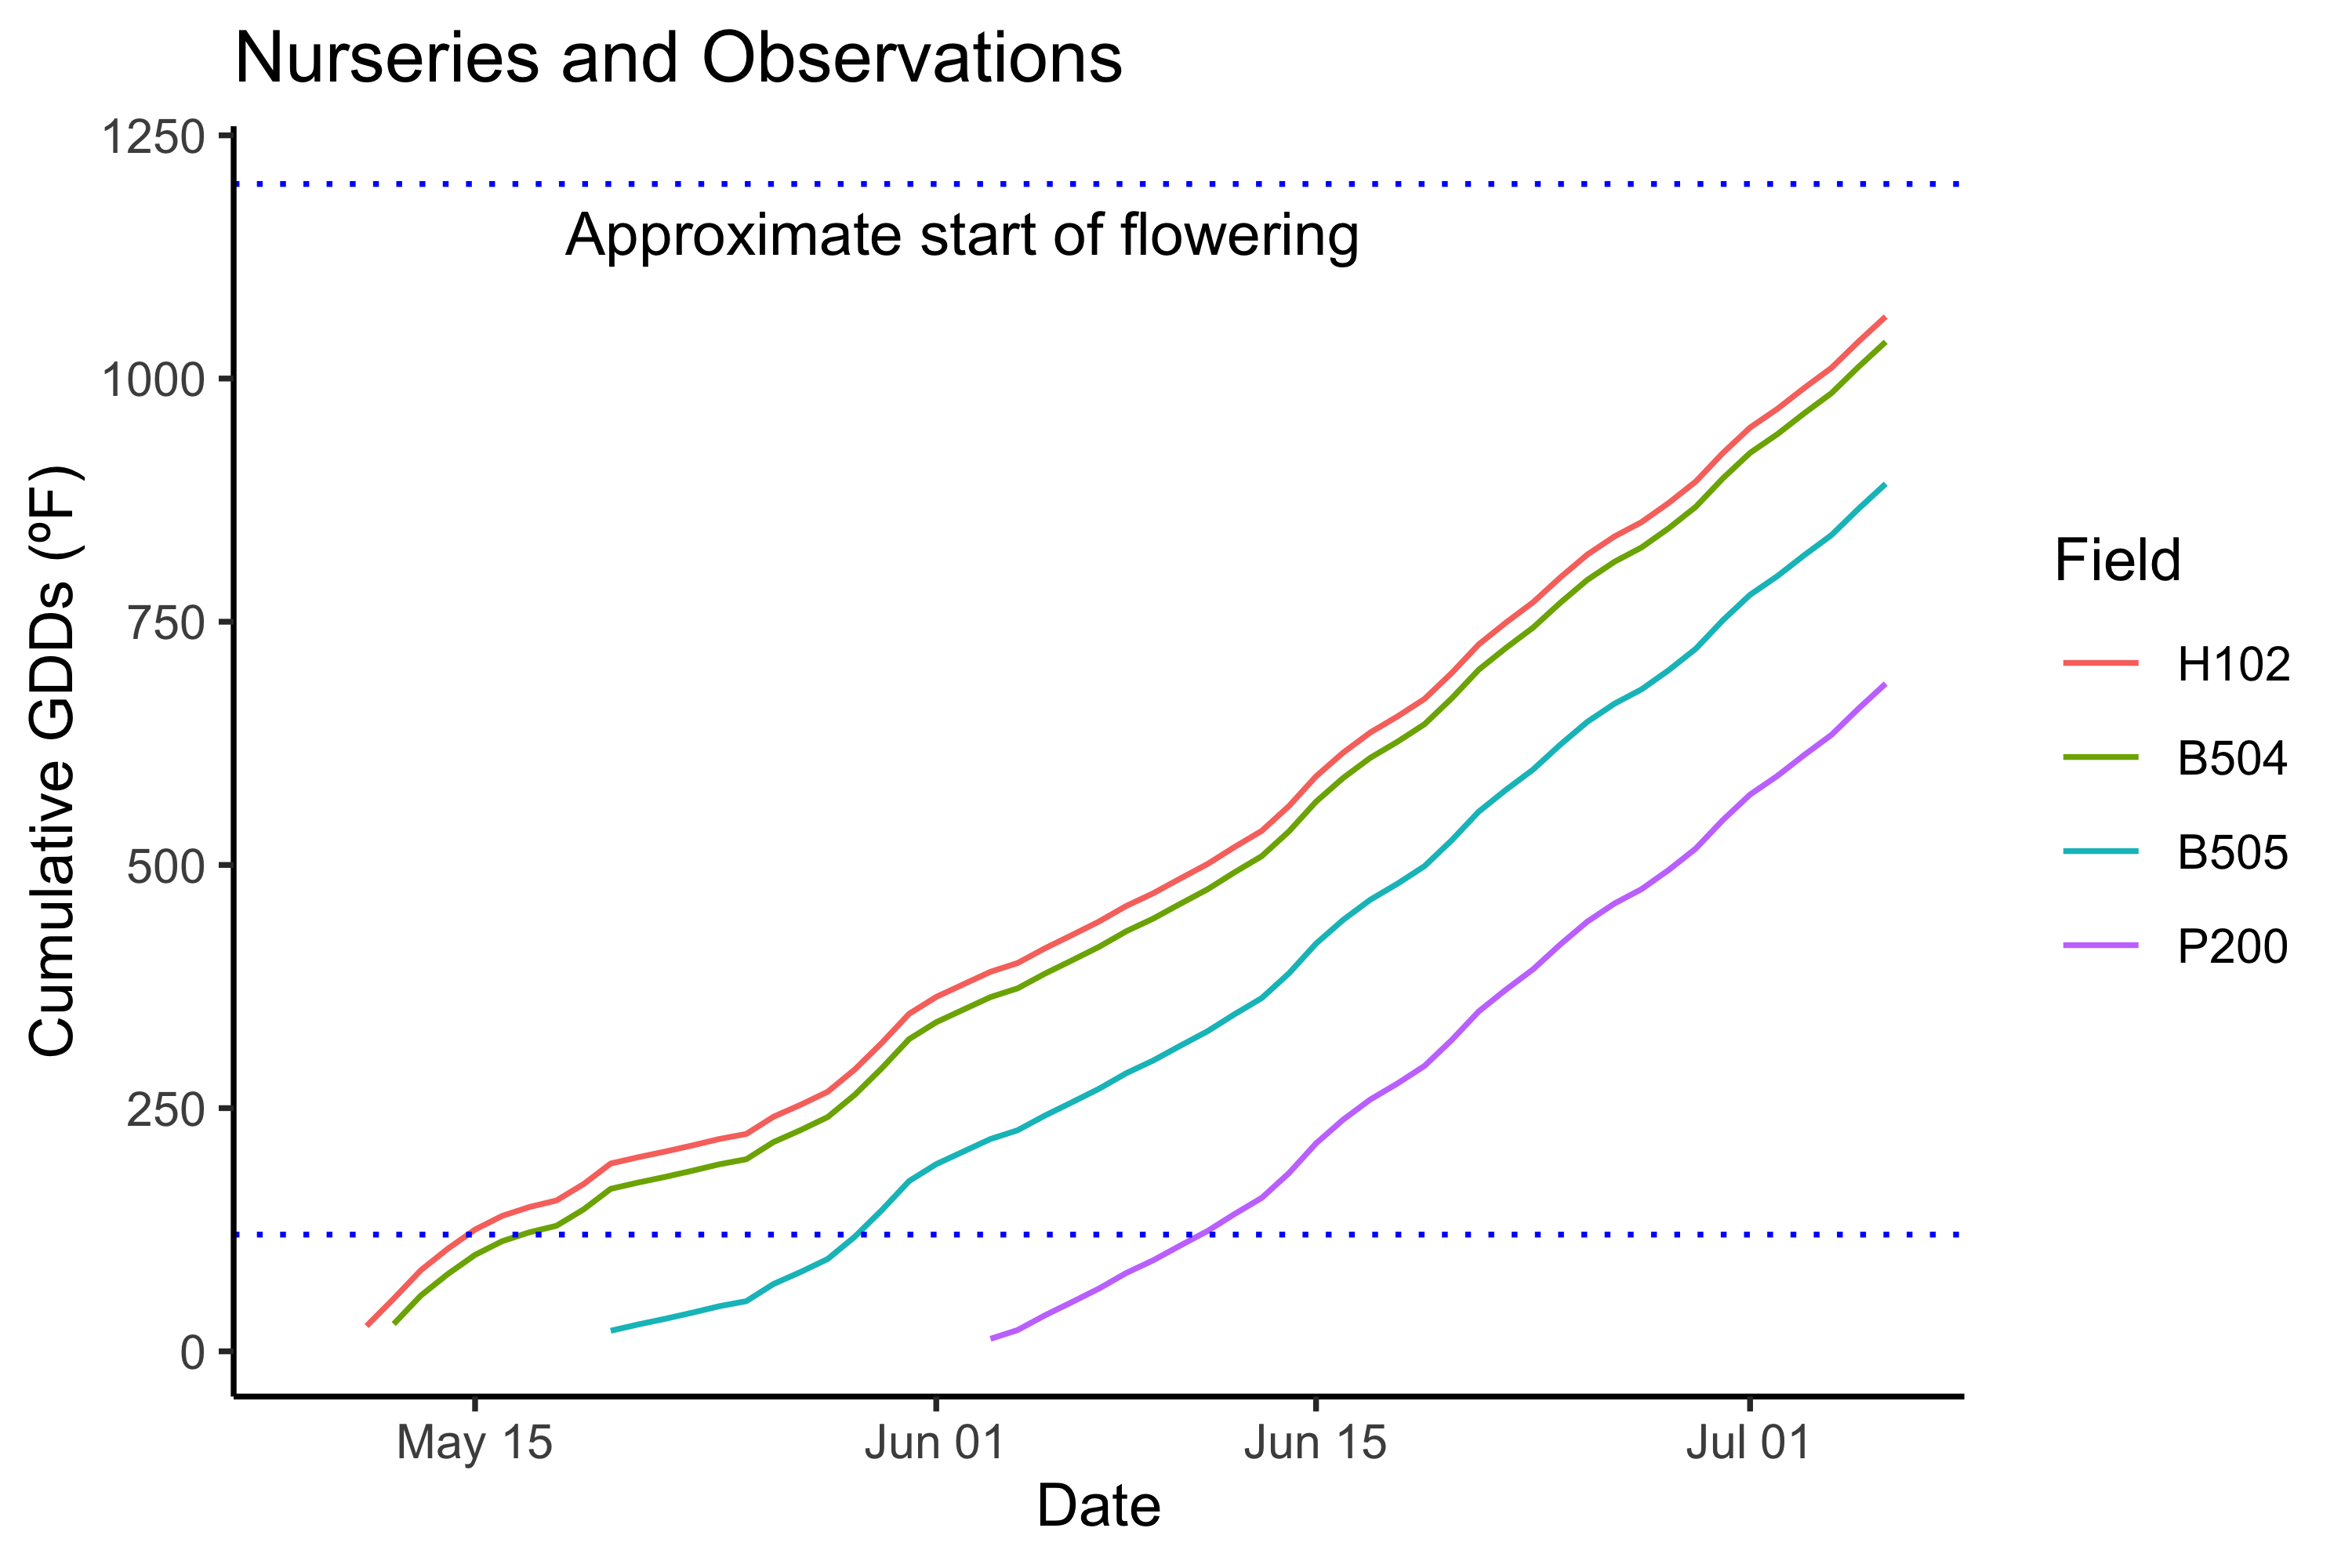 Nurseries and Observations
1250
1000
750
500
250
0
Approximate start of flowering
Cumulative GDDs (ºF)
May 15
Jun 01
Jun 15
Jul 01
Date
Field
H102
B504
B505
P200